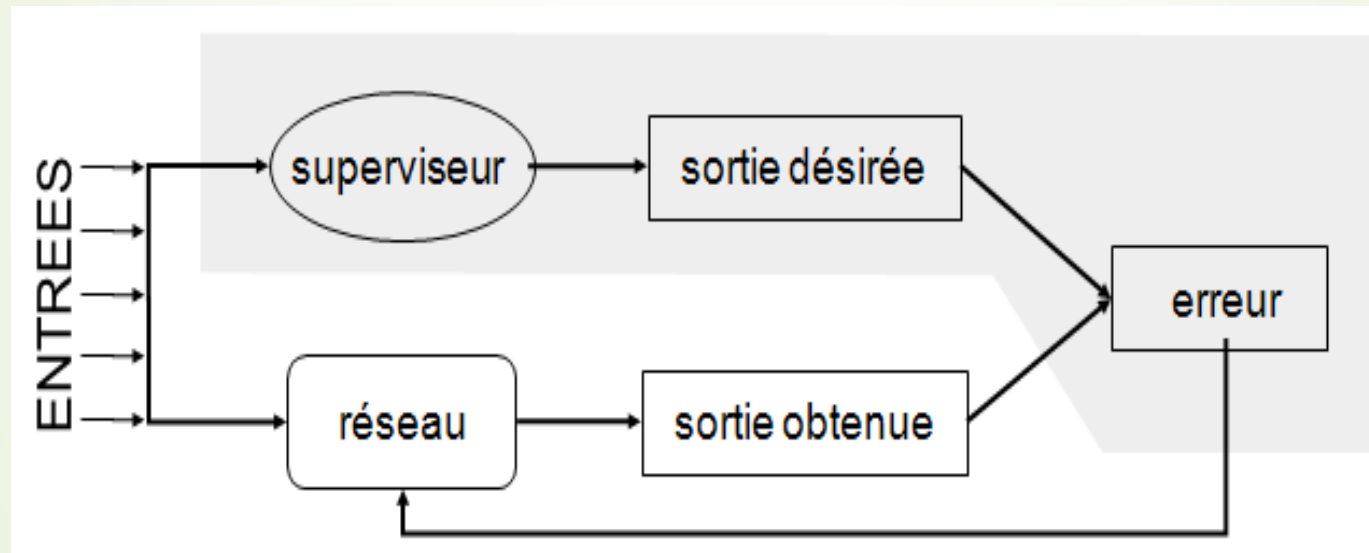 ENTREES
superviseur
sortie désirée
erreur
réseau
sortie obtenue